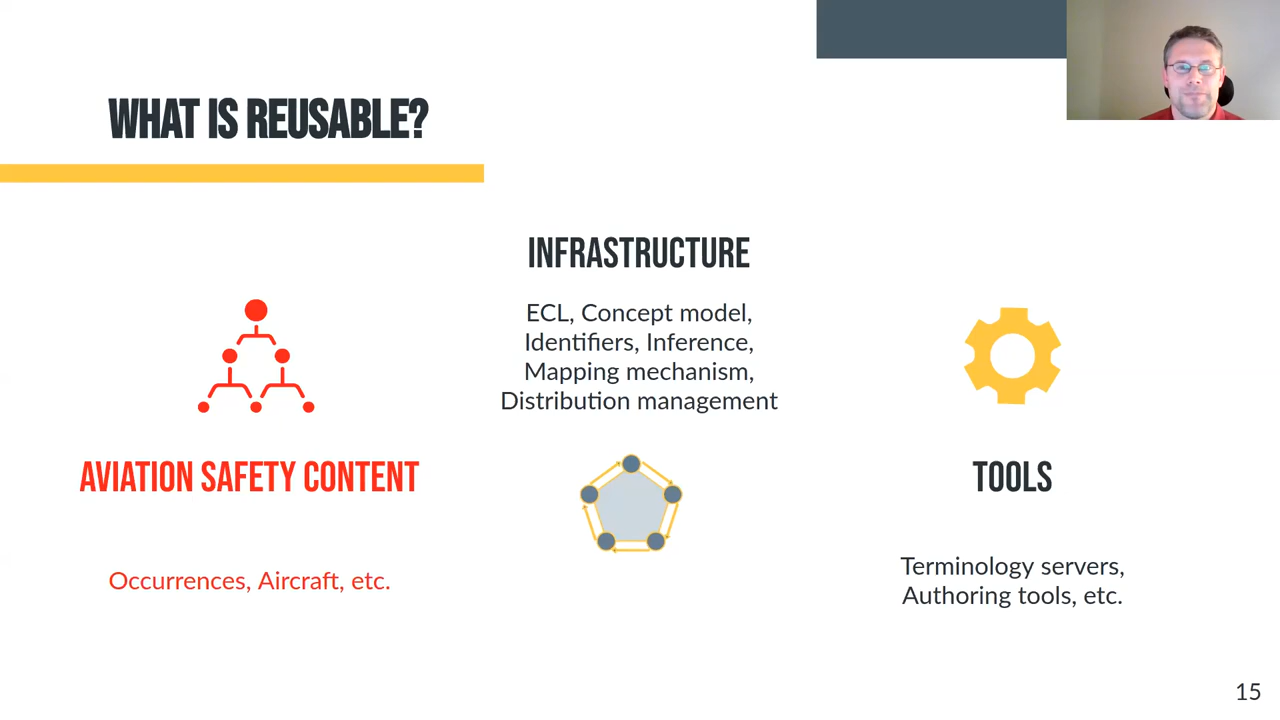 WHAT IS REUSABLE?
INFRASTRUCTURE
ECL, Concept model,
Identifiers, Inference,
Mapping mechanism,
Distribution management
AVIATION SAFETY CONTENT
Occurrences, Aircraft, etc.
TOOLS
Terminology servers,
Authoring tools, etc.
15